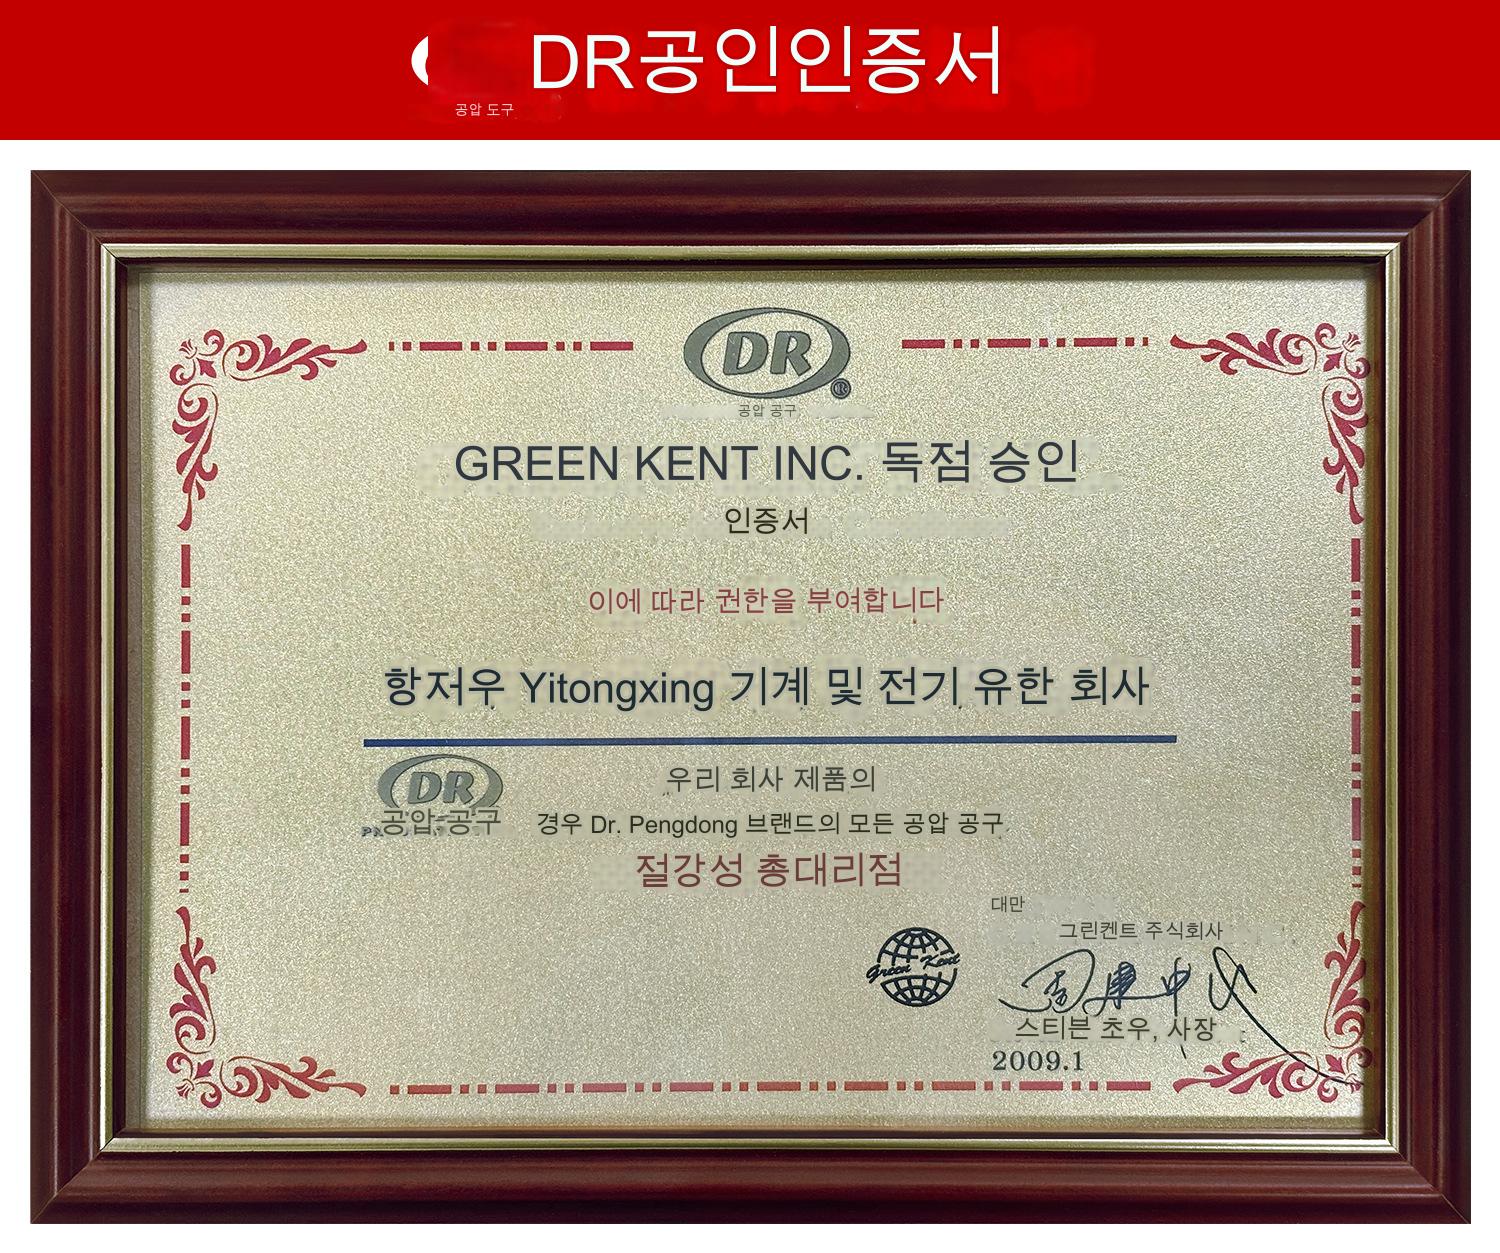 DR공인인증서
공압 도구
DR
®
공압 공구
GREEN KENT INC. 독점 승인
인증서
이에 따라 권한을 부여합니다
항저우 Yitongxing 기계 및 전기 유한 회사
DR
공압 공구
우리 회사 제품의
경우 Dr. Pengdong 브랜드의 모든 공압 공구
절강성 총대리점
대만
그린켄트 주식회사
Green Kent
스티븐 초우, 사장
2009.1